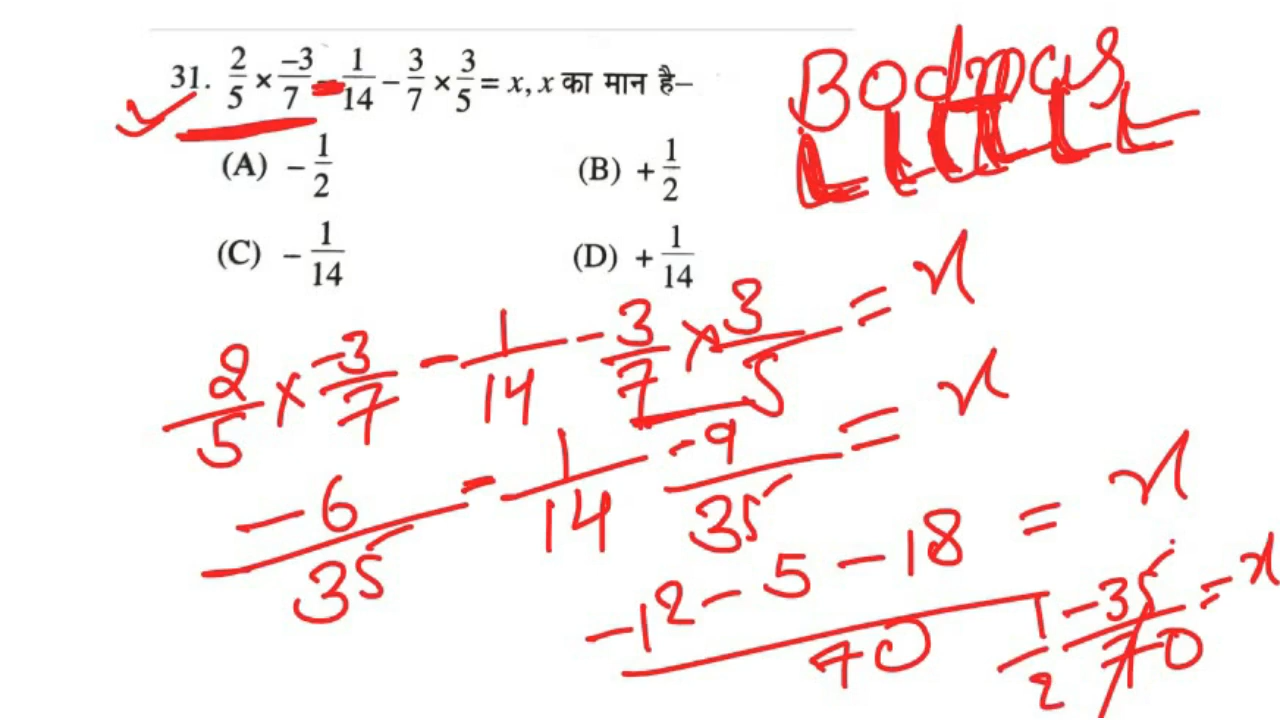 31. 2/5 × -3/7 - 1/14 - 3/7 × 3/5 = x, x का मान है–
(A) - 1/2
(B) + 1/2
(C) - 1/14
(D) + 1/14
Bodmas
2/5 × -3/7 - 1/14 - 3/7 × 3/5 = x
-6/35 - 1/14 - 9/35 = x
-12 - 5 - 18 / 70 = x
1/2 -35/70 = x